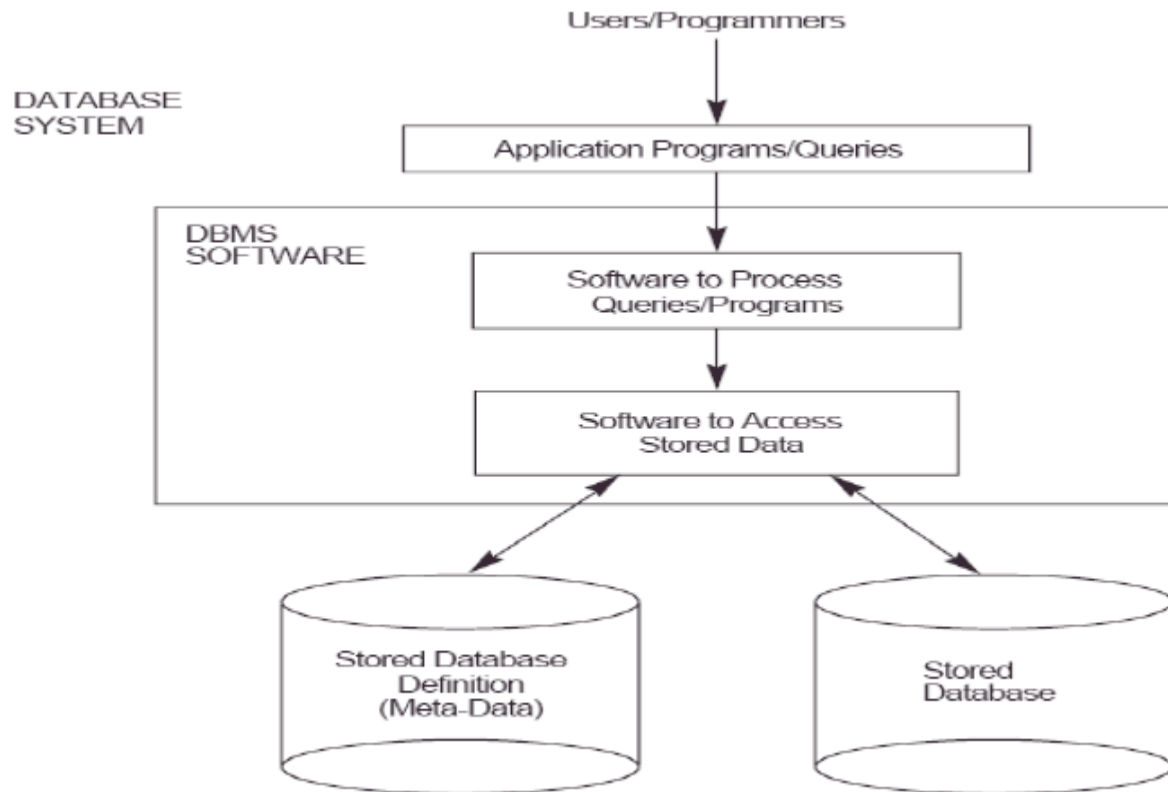 Users/Programmers
DATABASE
SYSTEM
Application Programs/Queries
DBMS
SOFTWARE
Software to Process
Queries/Programs
Software to Access
Stored Data
Stored Database
Definition
(Meta-Data)
Stored
Database